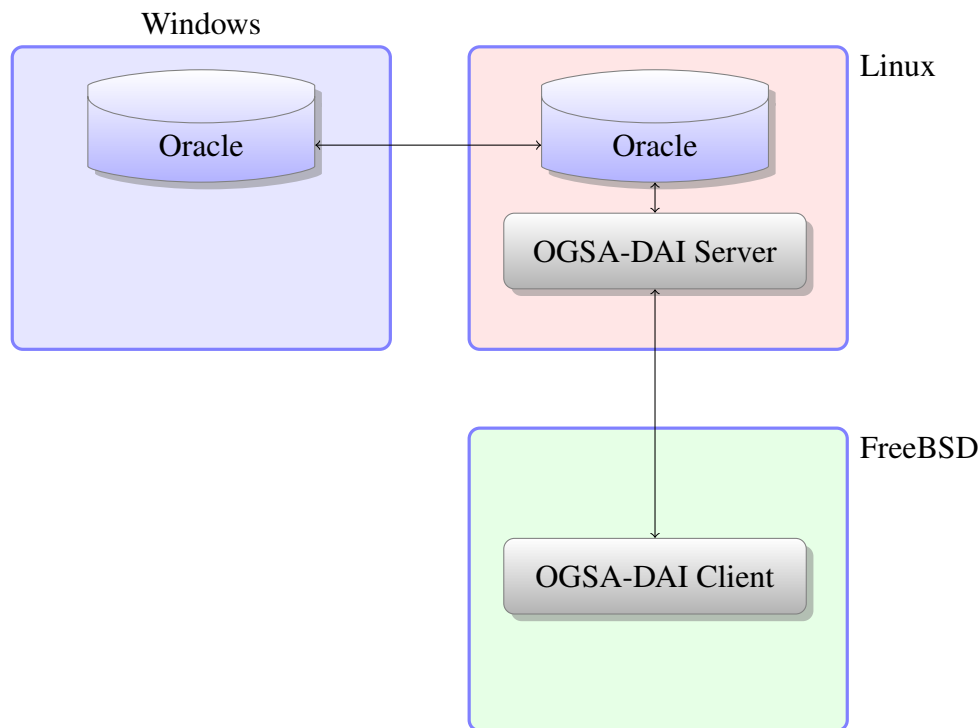 Windows
Linux
Oracle
Oracle
OGSA-DAI Server
FreeBSD
OGSA-DAI Client